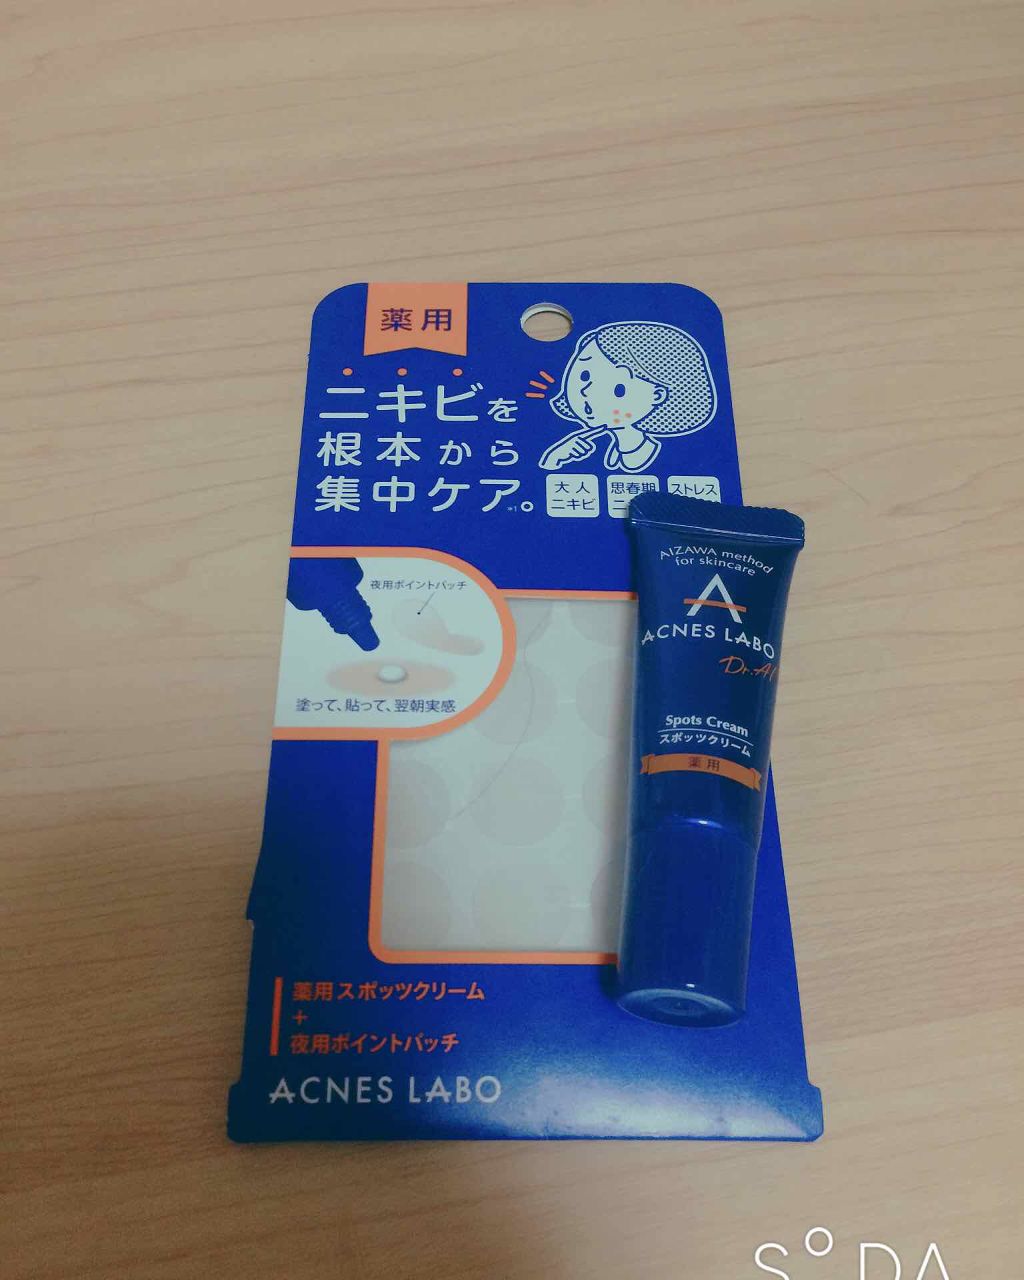 薬用
ニキビを
根本から
集中ケア。
※1
大人
ニキビ
思春期
ニ
ストレス
夜用ポイントパッチ
塗って、貼って、翌朝実感
薬用スポッツクリーム
+
夜用ポイントパッチ
ACNES LABO
AIZAWA method
for skincare
A
ACNES LABO
Dr.AI
Spots Cream
スポッツクリーム
薬用
S°DA